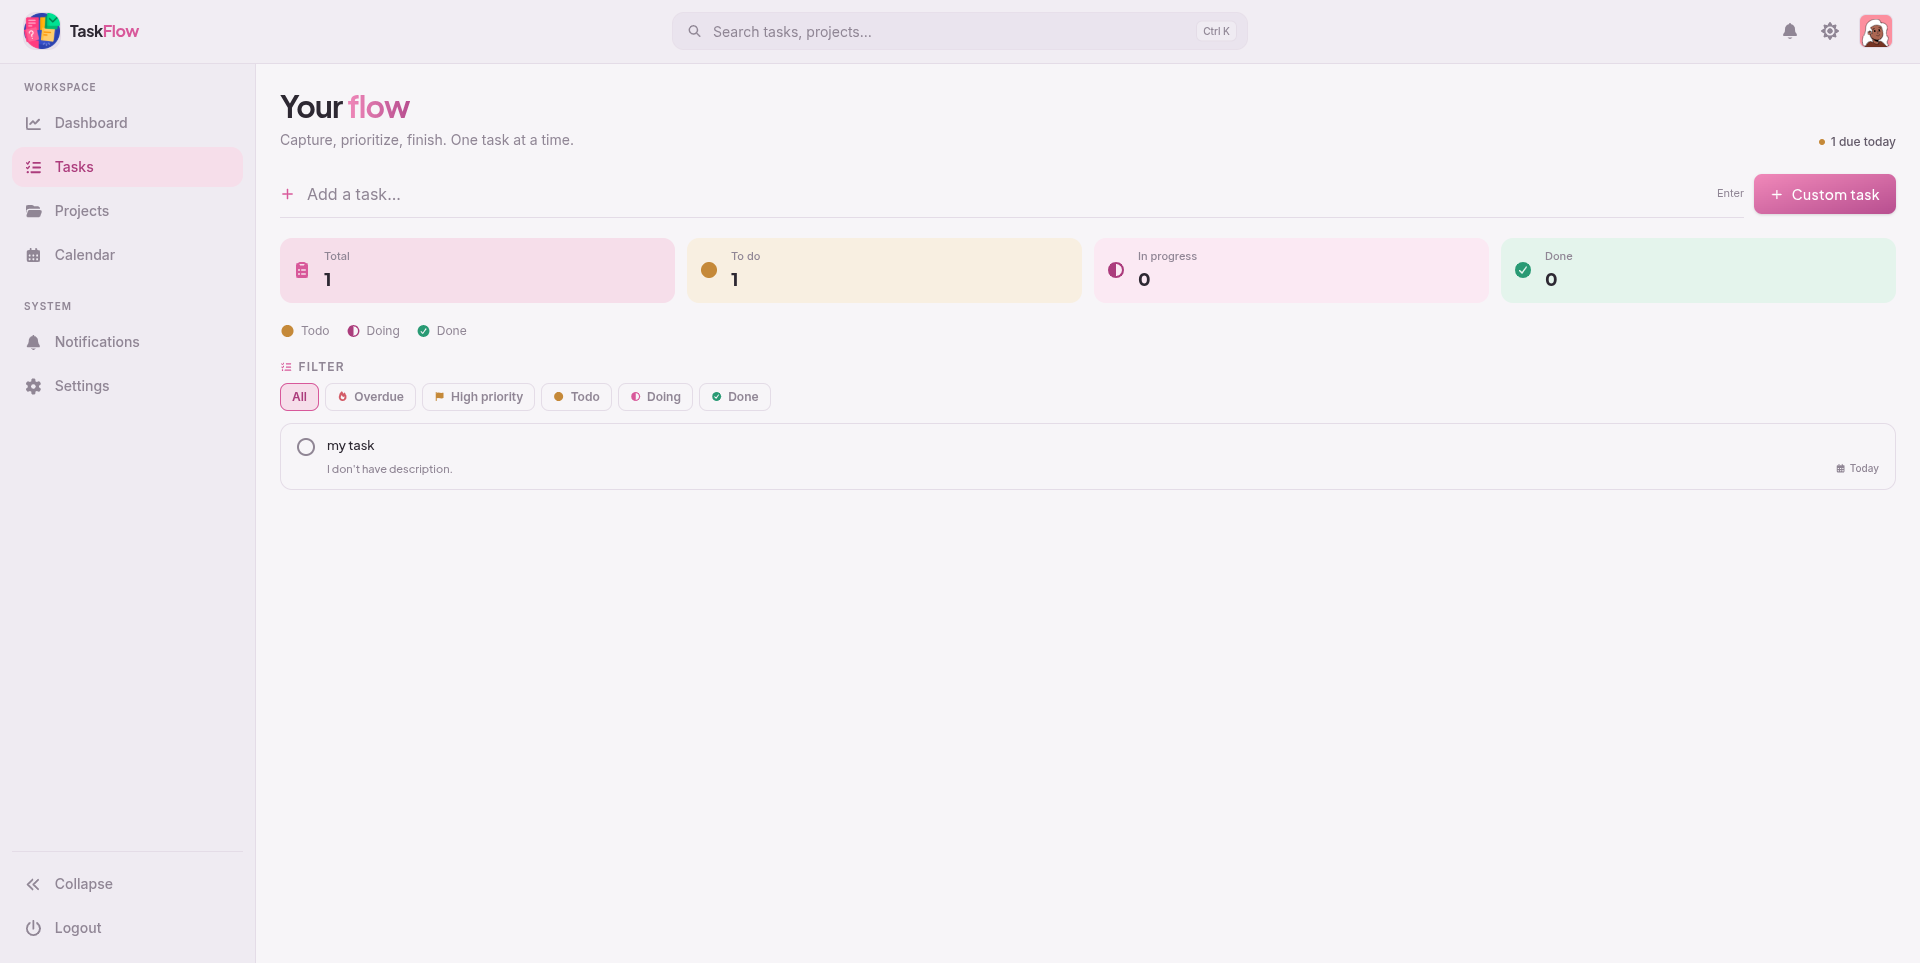 TaskFlow
Search tasks, projects...
Ctrl K
WORKSPACE
Dashboard
Tasks
Projects
Calendar
SYSTEM
Notifications
Settings
Collapse
Logout
Your flow
Capture, prioritize, finish. One task at a time.
1 due today
Add a task...
Enter
Custom task
Total
1
To do
1
In progress
0
Done
0
Todo
Doing
Done
FILTER
All
Overdue
High priority
Todo
Doing
Done
my task
I don't have description.
Today